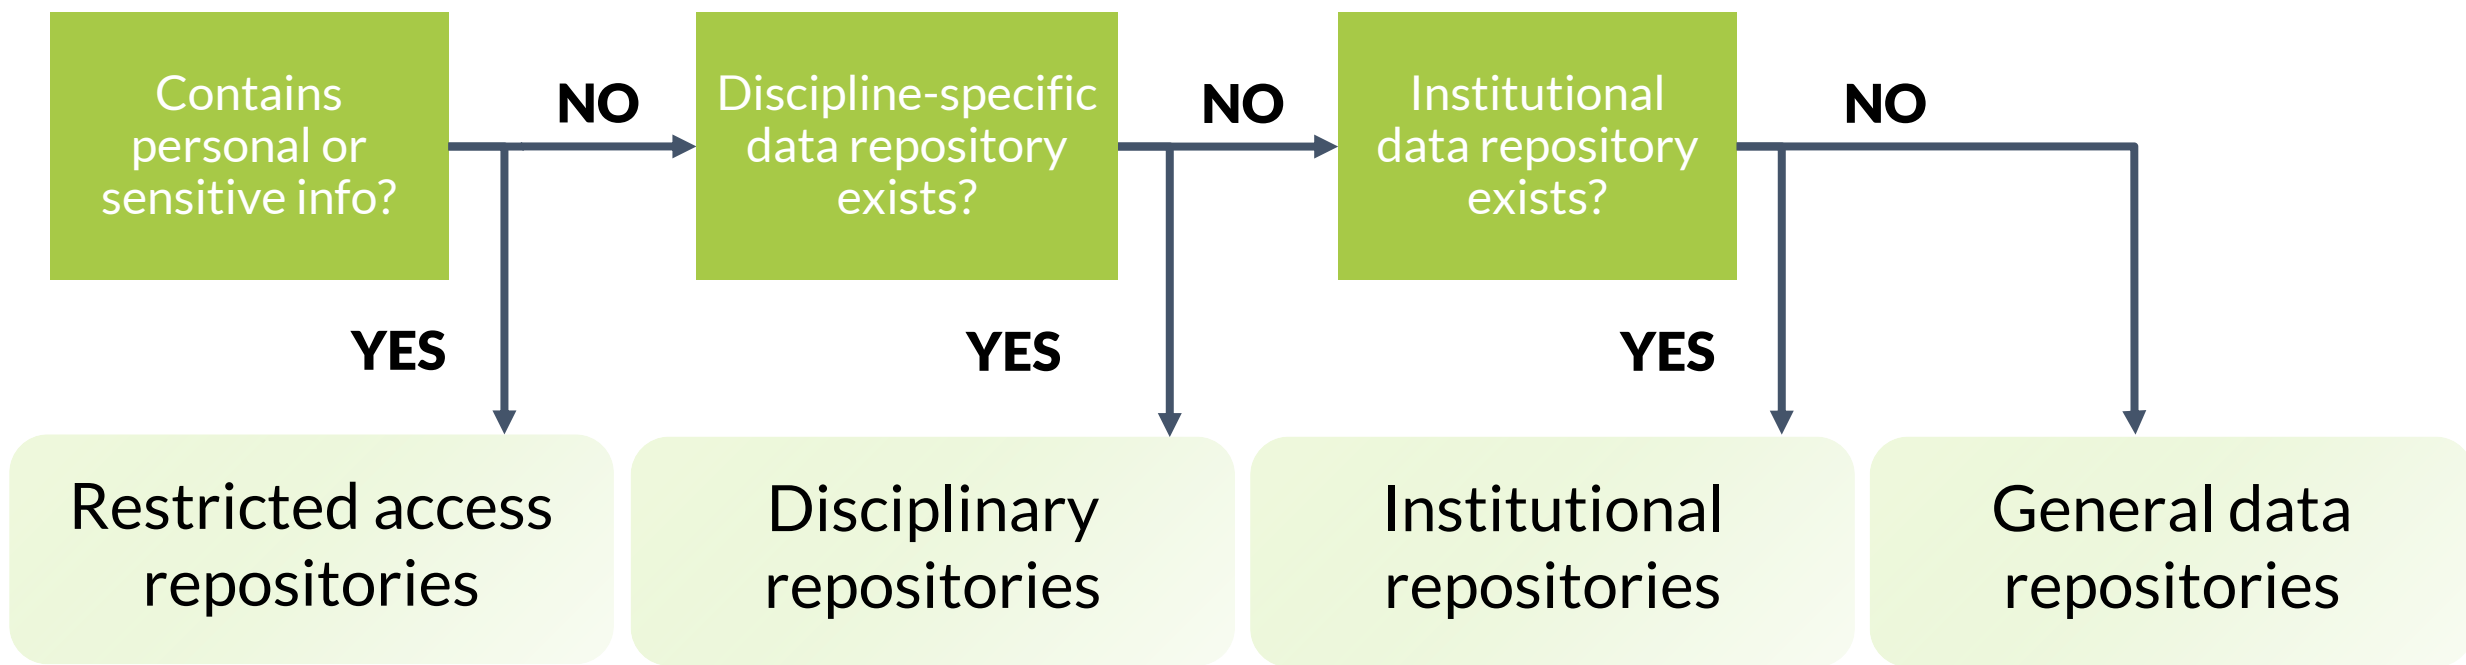 Contains
personal or
sensitive info?
NO
Discipline-specific
data repository
exists?
NO
Institutional
data repository
exists?
NO
YES
YES
YES
Restricted access
repositories
Disciplinary
repositories
Institutional
repositories
General data
repositories